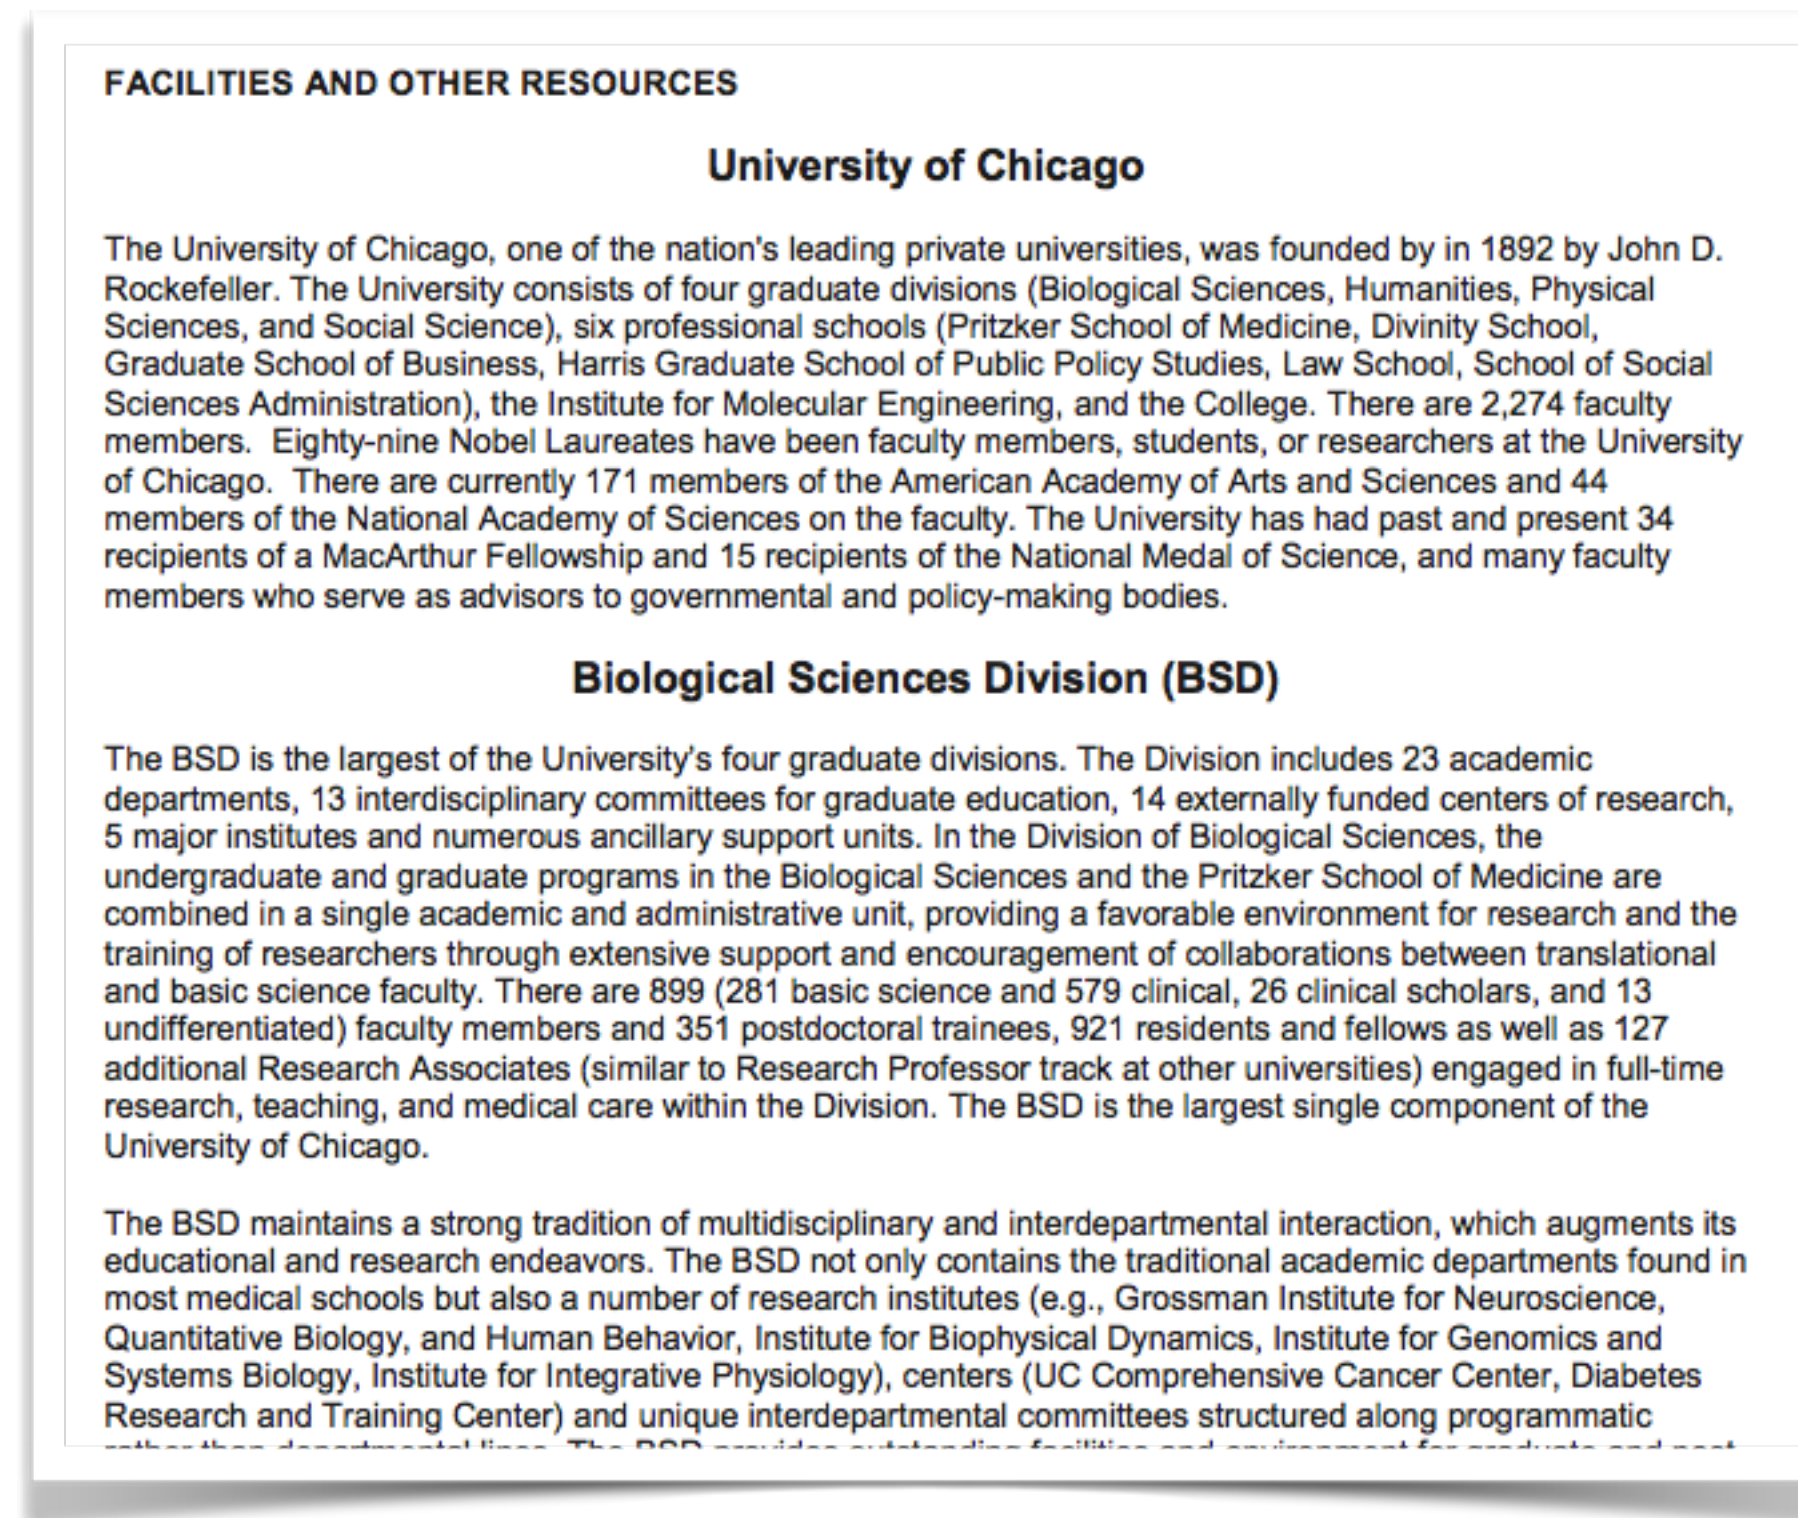 FACILITIES AND OTHER RESOURCES
University of Chicago
The University of Chicago, one of the nation's leading private universities, was founded by in 1892 by John D.
Rockefeller. The University consists of four graduate divisions (Biological Sciences, Humanities, Physical
Sciences, and Social Science), six professional schools (Pritzker School of Medicine, Divinity School,
Graduate School of Business, Harris Graduate School of Public Policy Studies, Law School, School of Social
Sciences Administration), the Institute for Molecular Engineering, and the College. There are 2,274 faculty
members.  Eighty-nine Nobel Laureates have been faculty members, students, or researchers at the University
of Chicago.  There are currently 171 members of the American Academy of Arts and Sciences and 44
members of the National Academy of Sciences on the faculty. The University has had past and present 34
recipients of a MacArthur Fellowship and 15 recipients of the National Medal of Science, and many faculty
members who serve as advisors to governmental and policy-making bodies.
Biological Sciences Division (BSD)
The BSD is the largest of the University's four graduate divisions. The Division includes 23 academic
departments, 13 interdisciplinary committees for graduate education, 14 externally funded centers of research,
5 major institutes and numerous ancillary support units. In the Division of Biological Sciences, the
undergraduate and graduate programs in the Biological Sciences and the Pritzker School of Medicine are
combined in a single academic and administrative unit, providing a favorable environment for research and the
training of researchers through extensive support and encouragement of collaborations between translational
and basic science faculty. There are 899 (281 basic science and 579 clinical, 26 clinical scholars, and 13
undifferentiated) faculty members and 351 postdoctoral trainees, 921 residents and fellows as well as 127
additional Research Associates (similar to Research Professor track at other universities) engaged in full-time
research, teaching, and medical care within the Division. The BSD is the largest single component of the
University of Chicago.
The BSD maintains a strong tradition of multidisciplinary and interdepartmental interaction, which augments its
educational and research endeavors. The BSD not only contains the traditional academic departments found in
most medical schools but also a number of research institutes (e.g., Grossman Institute for Neuroscience,
Quantitative Biology, and Human Behavior, Institute for Biophysical Dynamics, Institute for Genomics and
Systems Biology, Institute for Integrative Physiology), centers (UC Comprehensive Cancer Center, Diabetes
Research and Training Center) and unique interdepartmental committees structured along programmatic
rather than departmental lines. The BSD provides outstanding facilities and environment for graduate and post